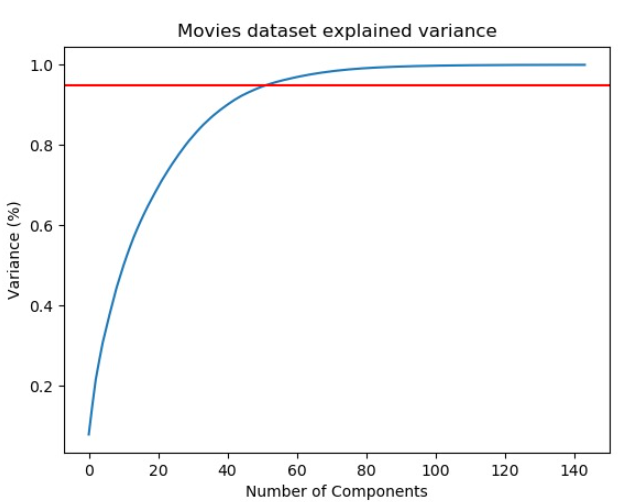 Movies dataset explained variance
1.0
0.8
0.6
0.4
0.2
Variance (%)
0 20 40 60 80 100 120 140
Number of Components